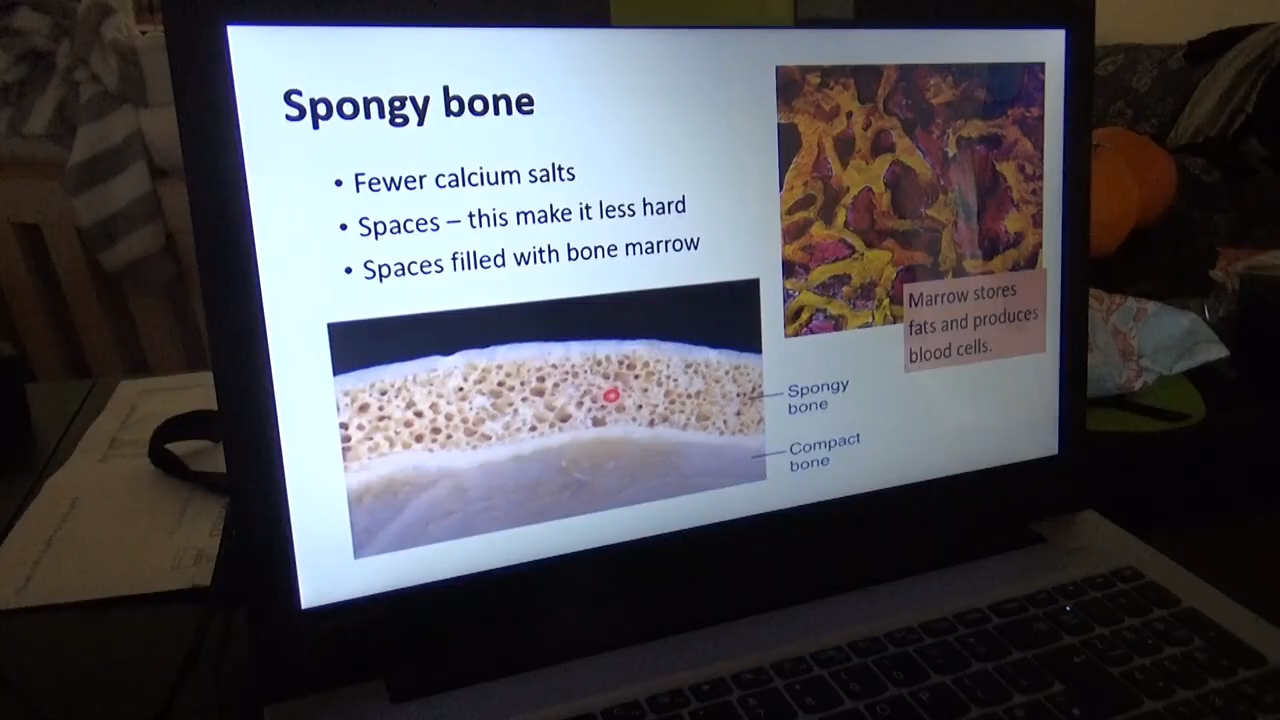 Spongy bone
• Fewer calcium salts
• Spaces – this make it less hard
• Spaces filled with bone marrow
Marrow stores
fats and produces
blood cells.
Spongy
bone
Compact
bone